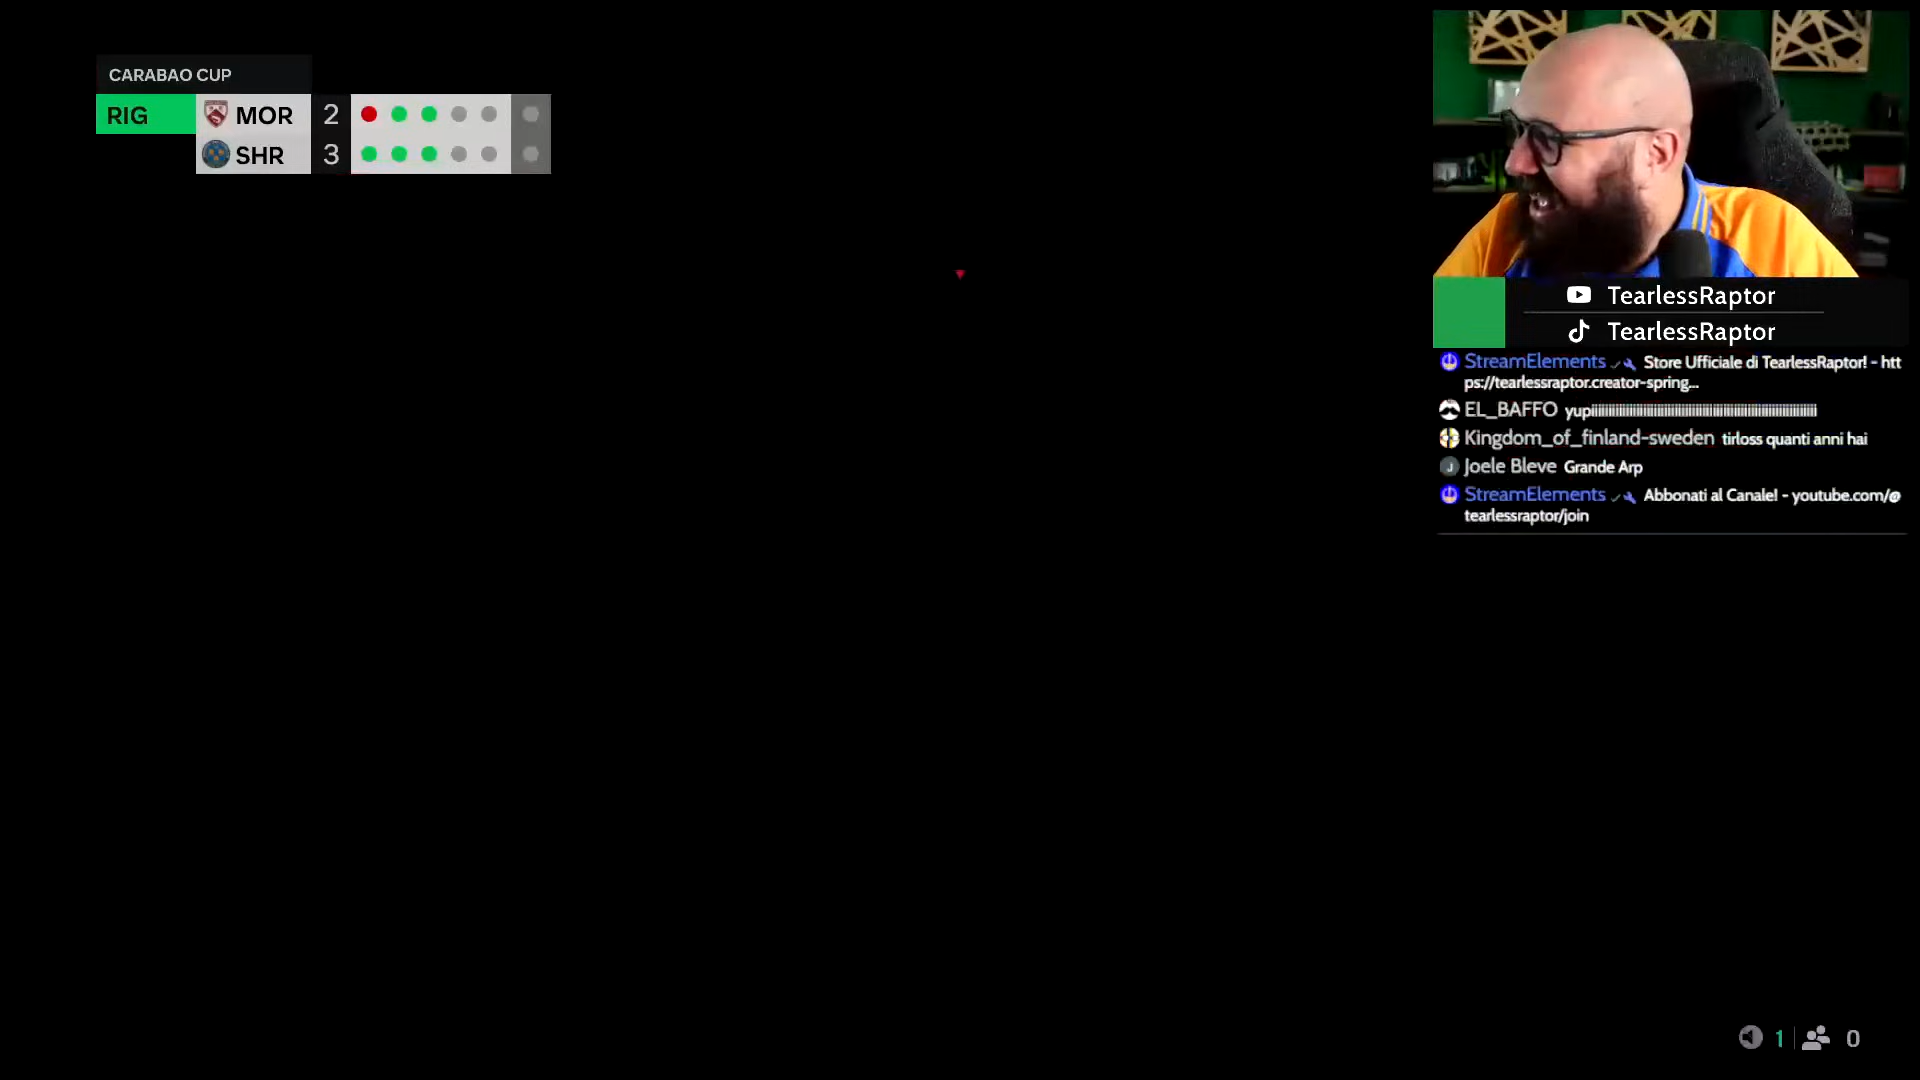 CARABAO CUP
RIG MOR 2
SHR 3
TearlessRaptor
TearlessRaptor
StreamElements Store Ufficiale di TearlessRaptor! - htt
ps://tearlessraptor.creator-spring...
EL_BAFFO
Kingdom_of_finland-sweden tirloss quanti anni hai
J Joele Bleve Grande Arp
StreamElements Abbonati al Canale! - youtube.com/@
tearlessraptor/join
1 0